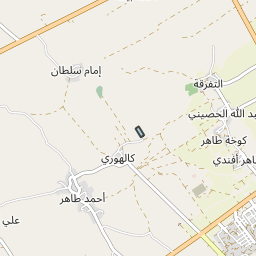 إمام سلطان
التفرقة
عبد الله الحصيني
كوخة طاهر
كالهوري
طاهر أفندي
أحمد طاهر
علي